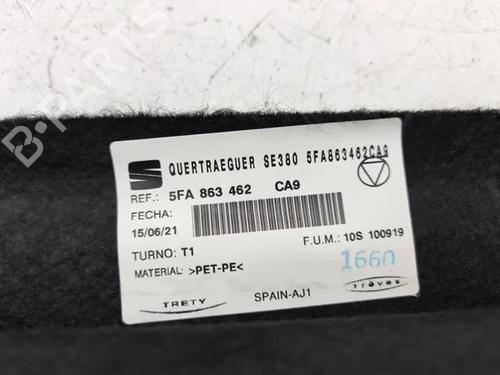 QUERTRAEGUER SE380 5FA863462CA9
REF.: 5FA 863 462 CA9
FECHA:
15/06/21
TURNO: T1
F.U.M.: 10S 100919
MATERIAL: >PET-PE<
1660
TRETY
SPAIN-AJ1
Trèves
B-PARTS